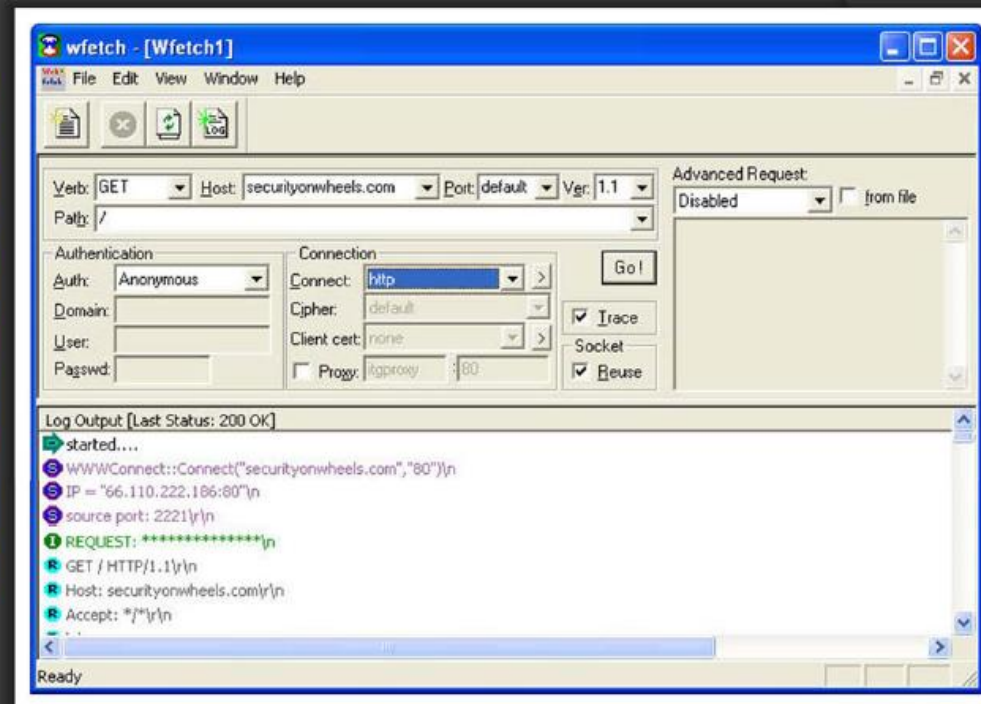 wfetch - [Wfetch1]
File Edit View Window Help
LOG
Verb: GET Host: securityonwheels.com Port: default Ver: 1.1
Advanced Request:
Disabled from file
Path: /
Authentication
Auth: Anonymous
Domain:
User:
Passwd:
Connection
Connect: http >
Cipher: default
Client cert: none >
Proxy: itgproxy : 80
Go!
Trace
Socket
Reuse
Log Output [Last Status: 200 OK]
started....
WWWConnect::Connect("securityonwheels.com","80")\n
IP = "66.110.222.186:80"\n
source port: 2221\r\n
REQUEST: **************\n
GET / HTTP/1.1\r\n
Host: securityonwheels.com\r\n
Accept: */*\r\n
Ready